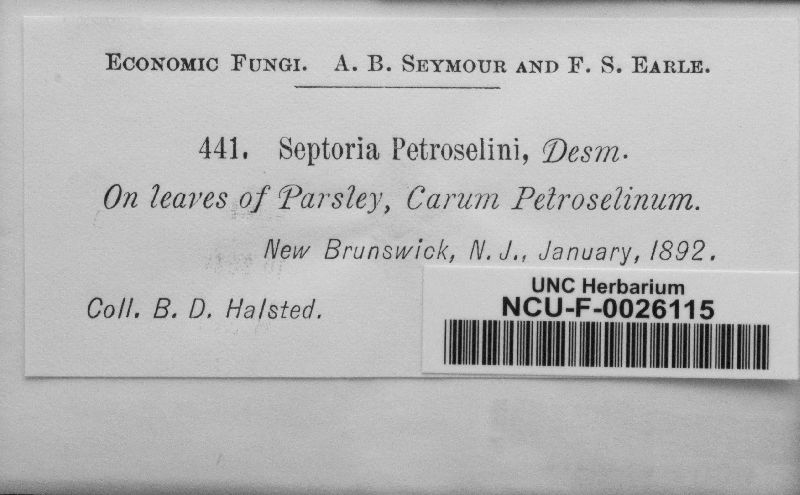 Economic Fungi. A. B. Seymour and F. S. Earle.
441. Septoria Petroselini, Desm.
On leaves of Parsley, Carum Petroselinum.
New Brunswick, N. J., January, 1892.
Coll. B. D. Halsted.
UNC Herbarium
NCU-F-0026115